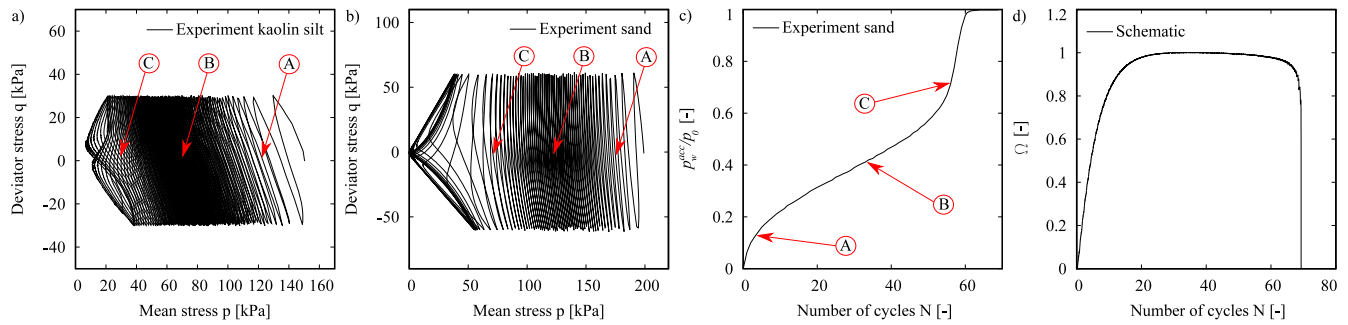 a)
Experiment kaolin silt
C
B
A
Deviator stress q [kPa]
60
40
20
0
-20
-40
0 20 40 60 80 100 120 140 160
Mean stress p [kPa]
b)
Experiment sand
C
B
A
Deviator stress q [kPa]
100
50
0
-50
0 50 100 150 200
Mean stress p [kPa]
c)
Experiment sand
C
B
A
p_w^acc/p_0 [-]
1
0.8
0.6
0.4
0.2
0
0 20 40 60
Number of cycles N [-]
d)
Schematic
Ω [-]
1.2
1
0.8
0.6
0.4
0.2
0
0 10 20 30 40 50 60 70 80
Number of cycles N [-]